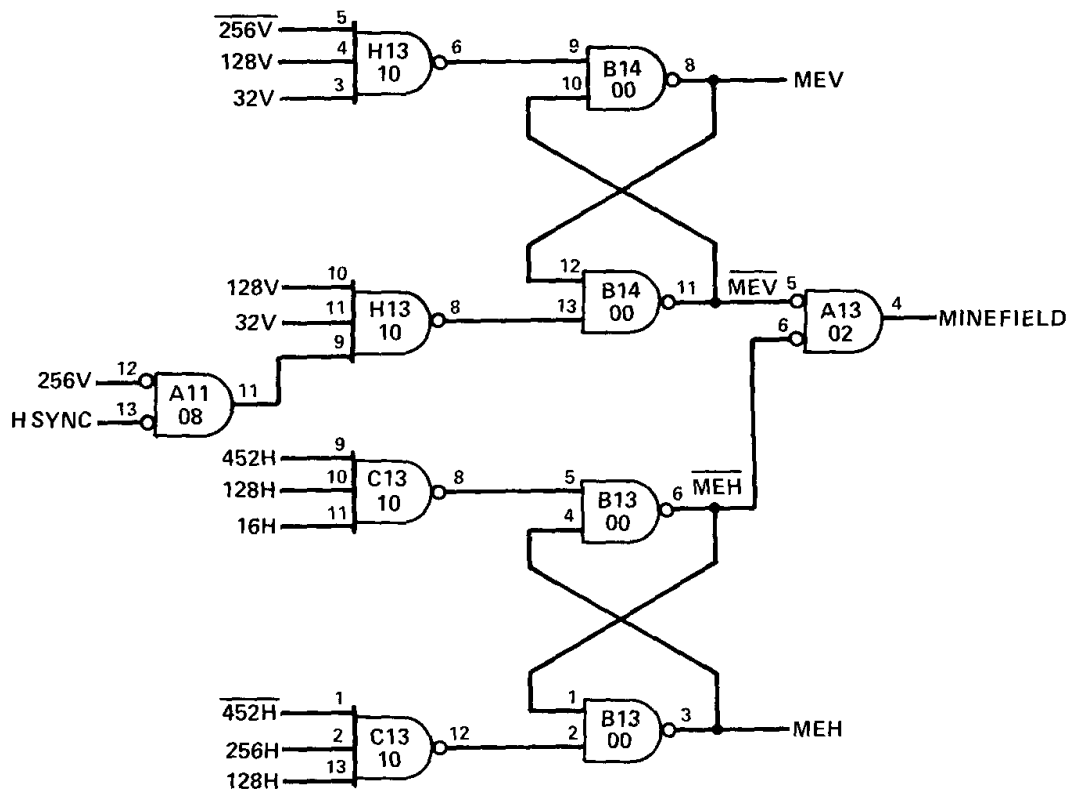 256V 5
128V 4
32V 3
H13
10
6
9
10
B14
00
8
MEV
128V 10
32V 11
9
H13
10
8
12
13
B14
00
11
MEV
5
6
A13
02
4
MINEFIELD
256V 12
HSYNC 13
A11
08
11
452H 9
128H 10
16H 11
C13
10
8
5
4
B13
00
6
MEH
452H 1
256H 2
128H 13
C13
10
12
1
2
B13
00
3
MEH